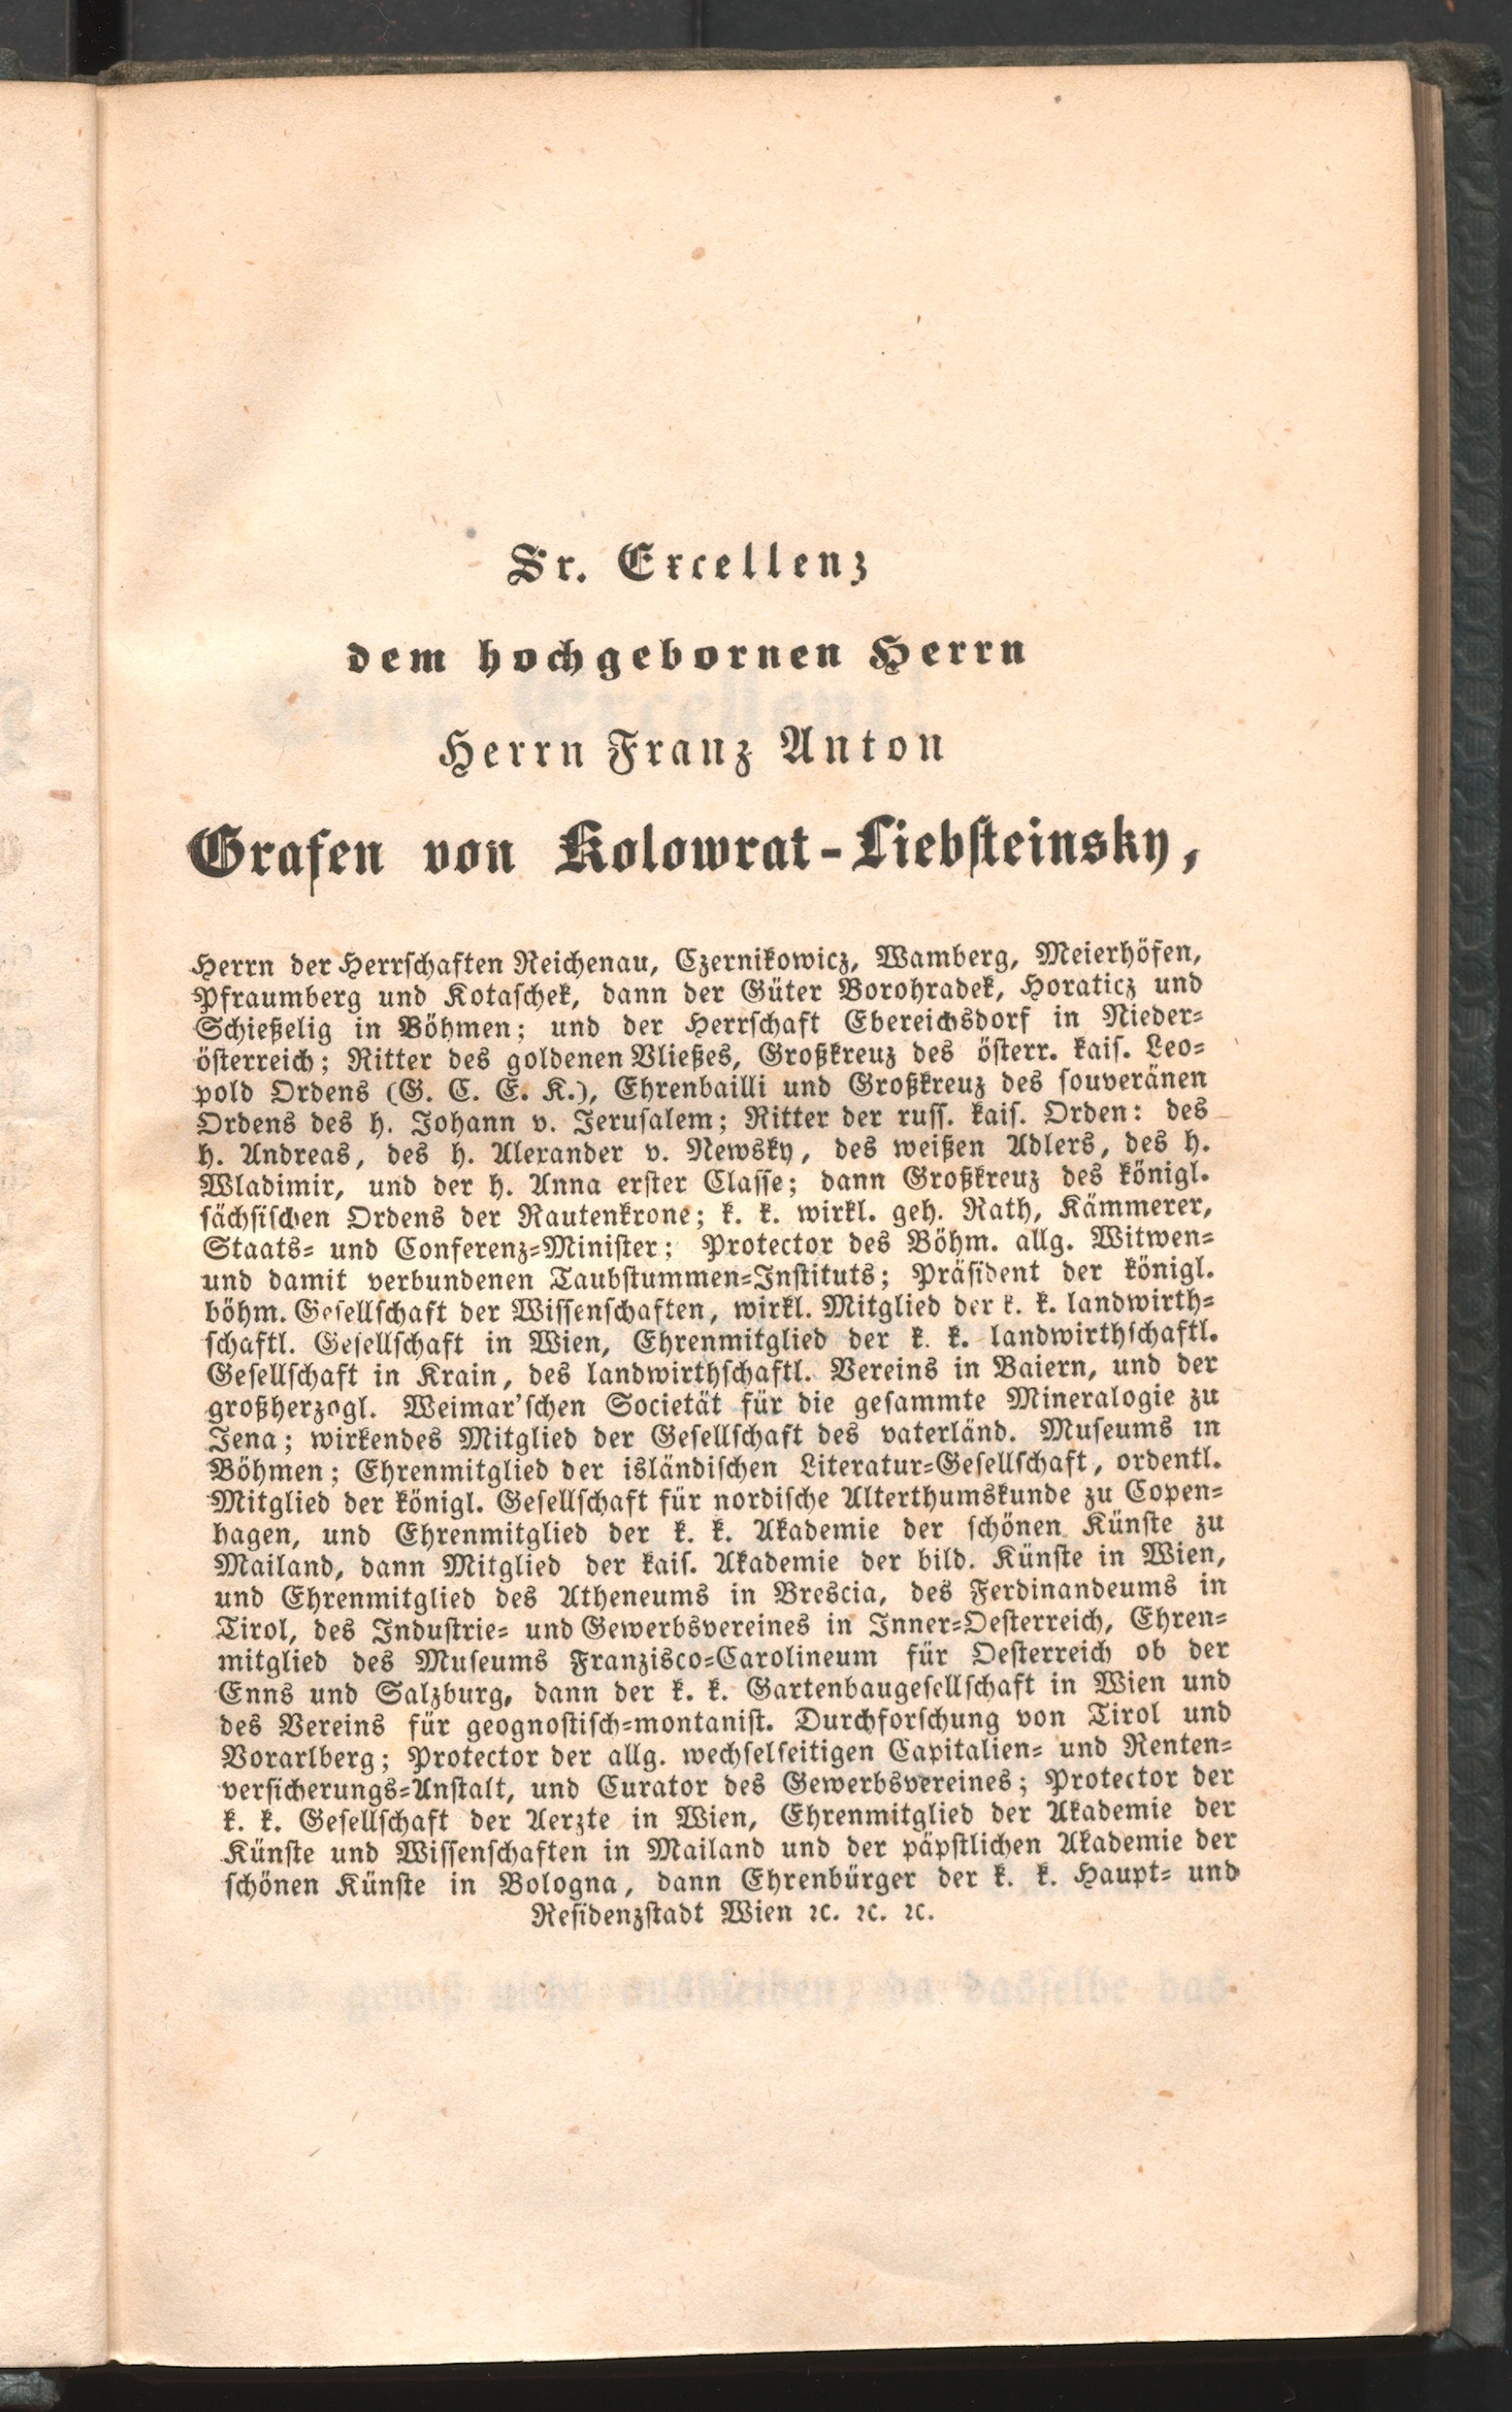 Sr. Excellenz
dem hochgebornen Herrn
Herrn Franz Anton
Grafen von Kolowrat-Liebsteinsky,
Herrn der Herrschaften Reichenau, Czernikowicz, Wamberg, Meierhöfen,
Pfraumberg und Kotaschek, dann der Güter Borohradek, Horaticz und
Schießelig in Böhmen; und der Herrschaft Ebereichsdorf in Nieder-
österreich; Ritter des goldenen Vließes, Großkreuz des österr. kais. Leo-
pold Ordens (G. C. E. K.), Ehrenbailli und Großkreuz des souveränen
Ordens des h. Johann v. Jerusalem; Ritter der russ. kais. Orden: des
h. Andreas, des h. Alexander v. Newsky, des weißen Adlers, des h.
Wladimir, und der h. Anna erster Classe; dann Großkreuz des königl.
sächsischen Ordens der Rautenkrone; k. k. wirkl. geh. Rath, Kämmerer,
Staats- und Conferenz-Minister; Protector des Böhm. allg. Witwen-
und damit verbundenen Taubstummen-Instituts; Präsident der königl.
böhm. Gesellschaft der Wissenschaften, wirkl. Mitglied der k. k. landwirth-
schaftl. Gesellschaft in Wien, Ehrenmitglied der k. k. landwirthschaftl.
Gesellschaft in Krain, des landwirthschaftl. Vereins in Baiern, und der
großherzogl. Weimar'schen Societät für die gesammte Mineralogie zu
Jena; wirkendes Mitglied der Gesellschaft des vaterländ. Museums in
Böhmen; Ehrenmitglied der isländischen Literatur-Gesellschaft, ordentl.
Mitglied der königl. Gesellschaft für nordische Alterthumskunde zu Copen-
hagen, und Ehrenmitglied der k. k. Akademie der schönen Künste zu
Mailand, dann Mitglied der kais. Akademie der bild. Künste in Wien,
und Ehrenmitglied des Atheneums in Brescia, des Ferdinandeums in
Tirol, des Industrie- und Gewerbsvereines in Inner-Oesterreich, Ehren-
mitglied des Museums Franzisco-Carolineum für Oesterreich ob der
Enns und Salzburg, dann der k. k. Gartenbaugesellschaft in Wien und
des Vereins für geognostisch-montanist. Durchforschung von Tirol und
Vorarlberg; Protector der allg. wechselseitigen Capitalien- und Renten-
versicherungs-Anstalt, und Curator des Gewerbsvereines; Protector der
k. k. Gesellschaft der Aerzte in Wien, Ehrenmitglied der Akademie der
Künste und Wissenschaften in Mailand und der päpstlichen Akademie der
schönen Künste in Bologna, dann Ehrenbürger der k. k. Haupt- und
Residenzstadt Wien ꝛc. ꝛc. ꝛc.